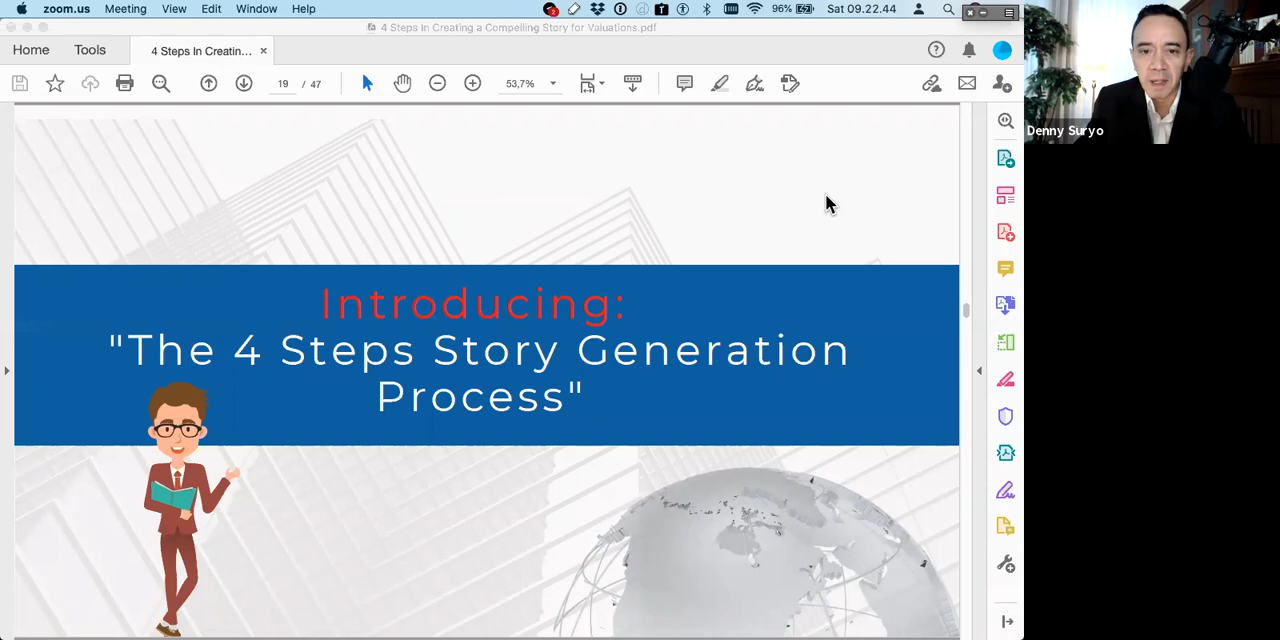 zoom.us Meeting View Edit Window Help 2 96% Sat 09.22.44
4 Steps In Creating a Compelling Story for Valuations.pdf
Home Tools 4 Steps In Creatin... ×
19 / 47 53,7%
Denny Suryo
Introducing:
"The 4 Steps Story Generation
Process"